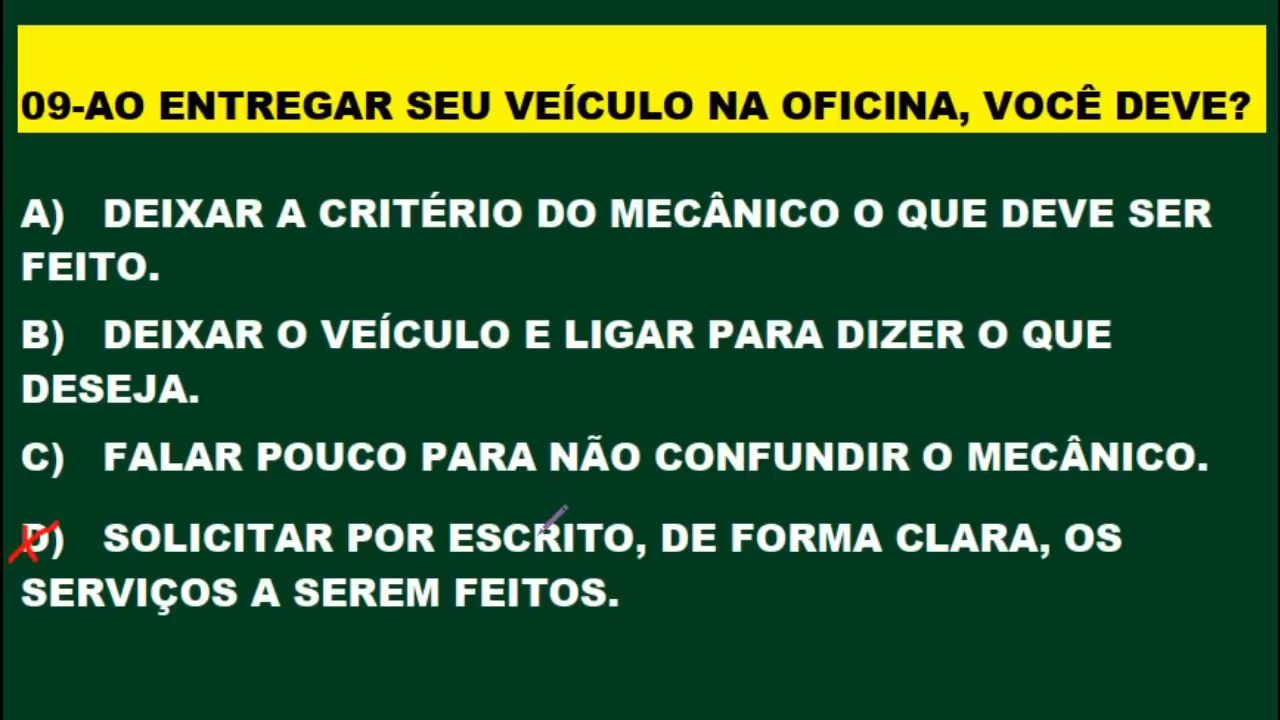 09-AO ENTREGAR SEU VEÍCULO NA OFICINA, VOCÊ DEVE?
A) DEIXAR A CRITÉRIO DO MECÂNICO O QUE DEVE SER
FEITO.
B) DEIXAR O VEÍCULO E LIGAR PARA DIZER O QUE
DESEJA.
C) FALAR POUCO PARA NÃO CONFUNDIR O MECÂNICO.
D) SOLICITAR POR ESCRITO, DE FORMA CLARA, OS
SERVIÇOS A SEREM FEITOS.